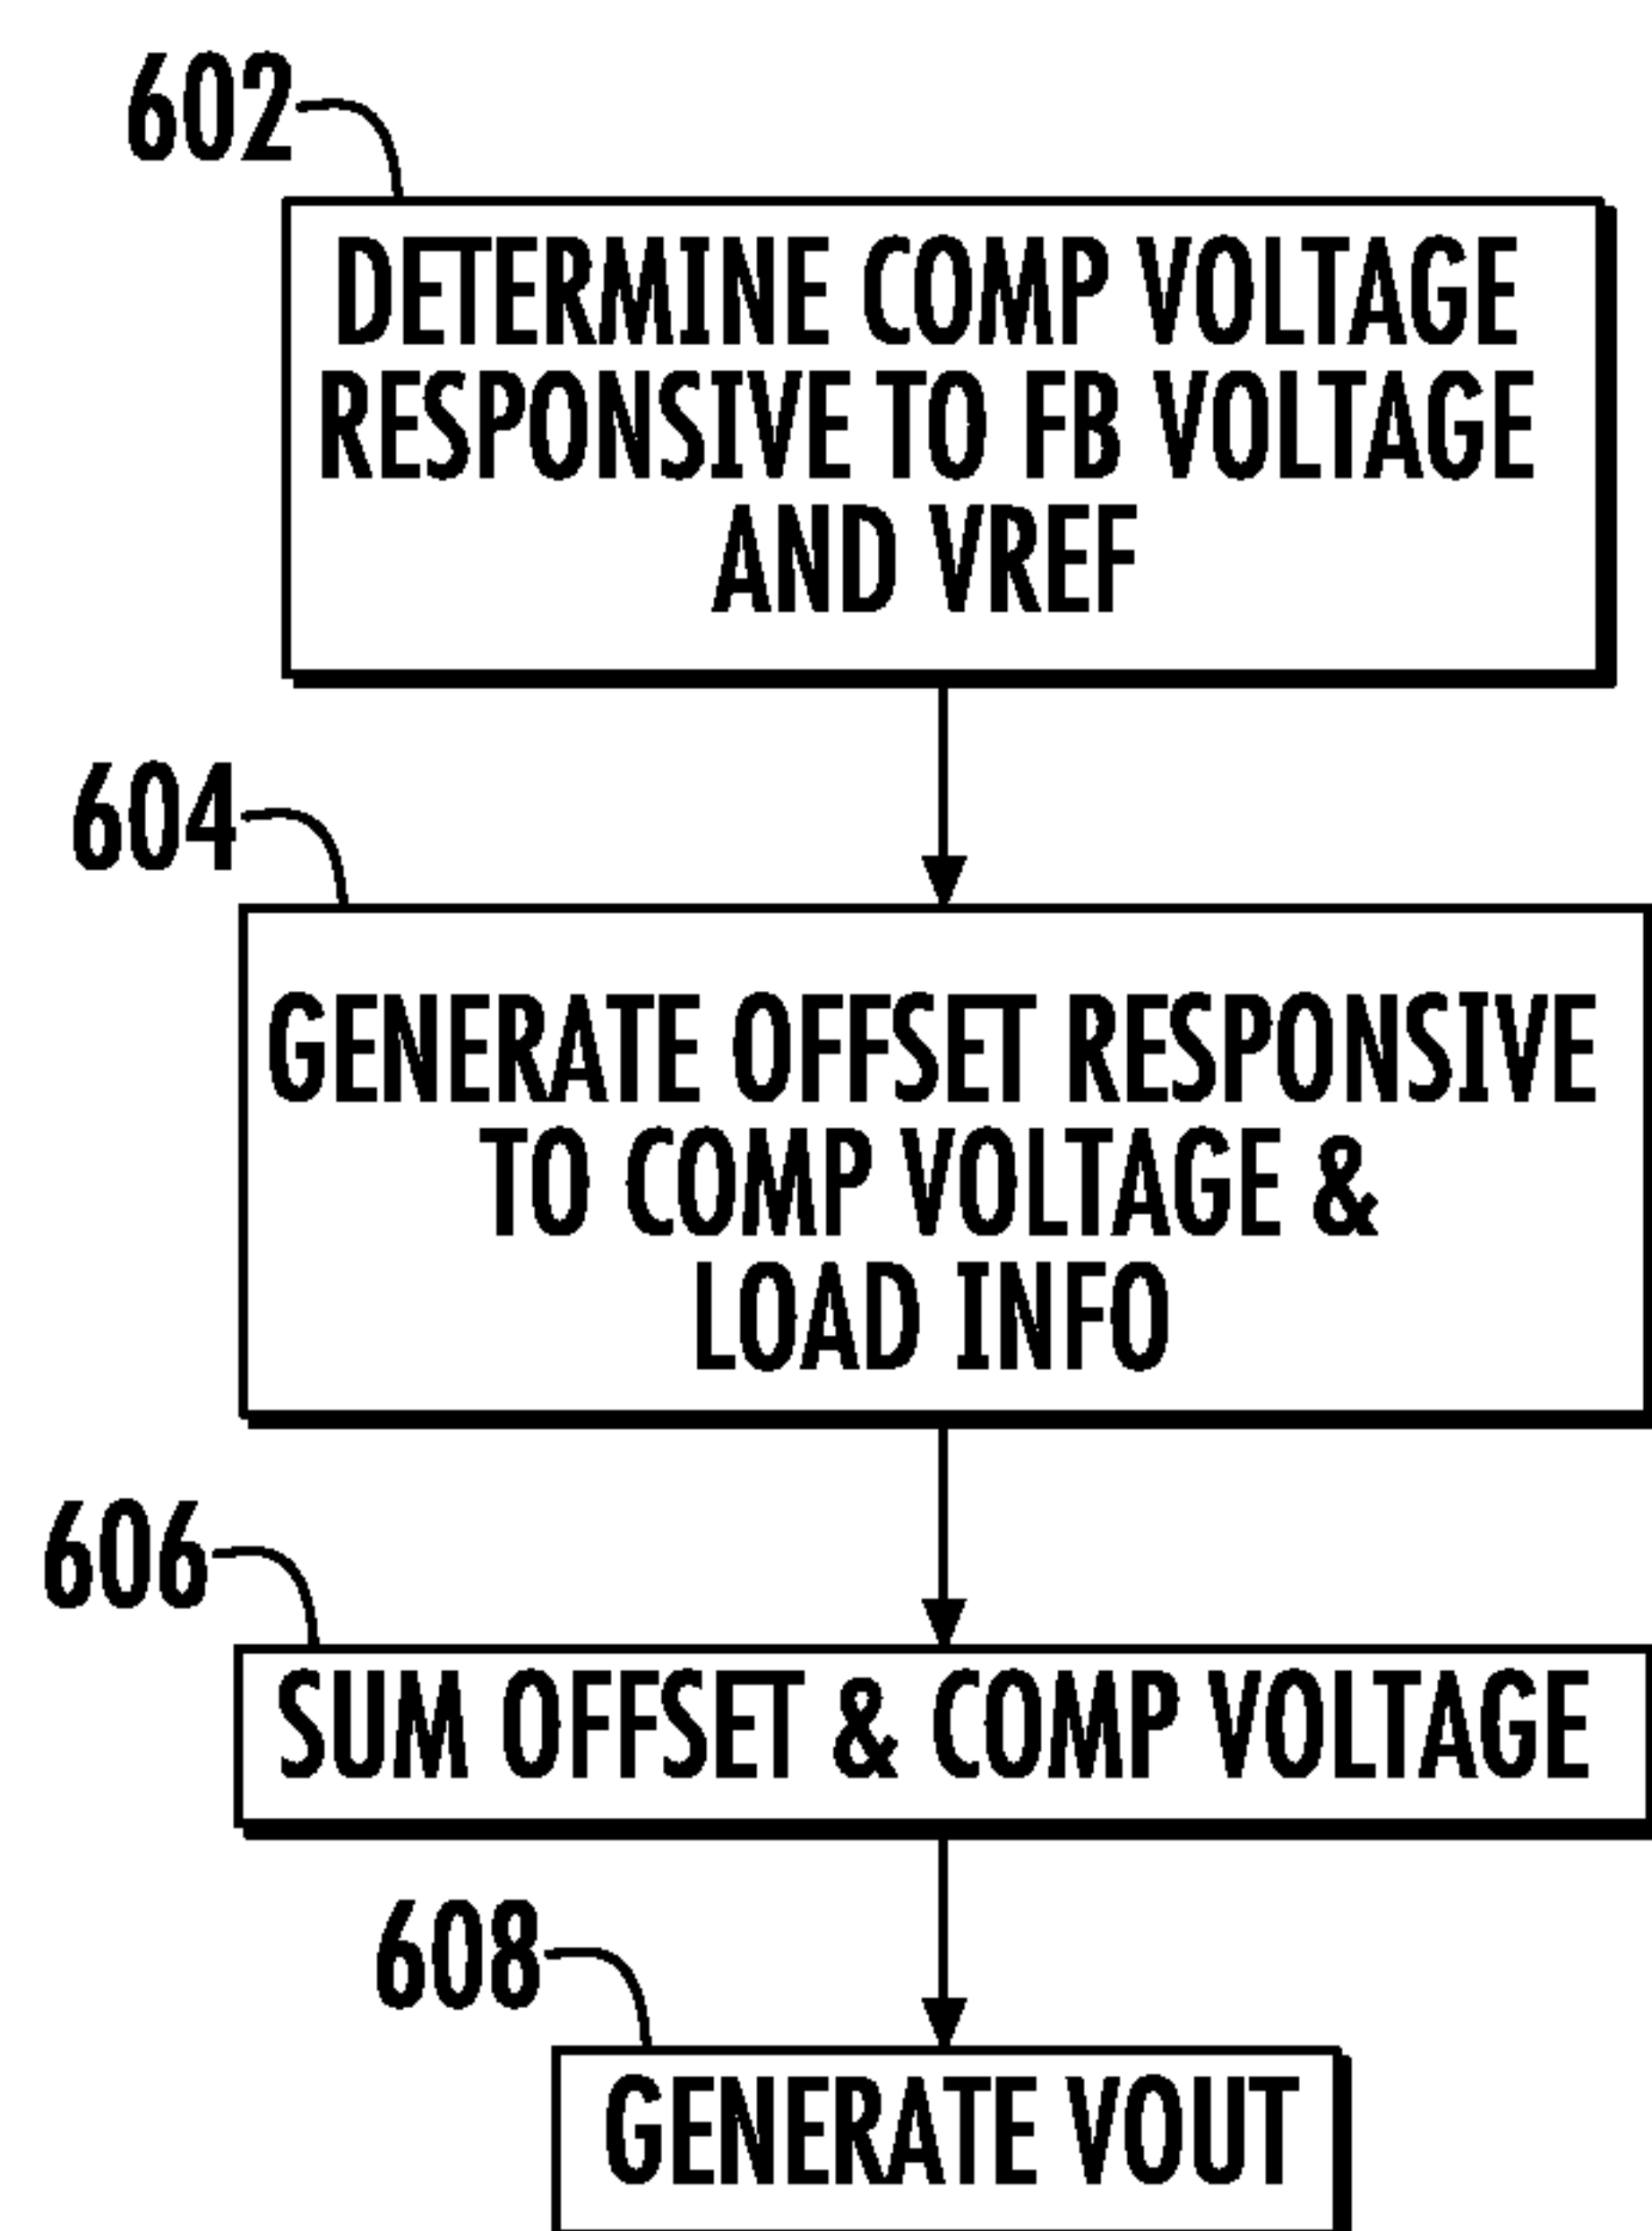 602
DETERMINE COMP VOLTAGE
RESPONSIVE TO FB VOLTAGE
AND VREF
604
GENERATE OFFSET RESPONSIVE
TO COMP VOLTAGE &
LOAD INFO
606
SUM OFFSET & COMP VOLTAGE
608
GENERATE VOUT